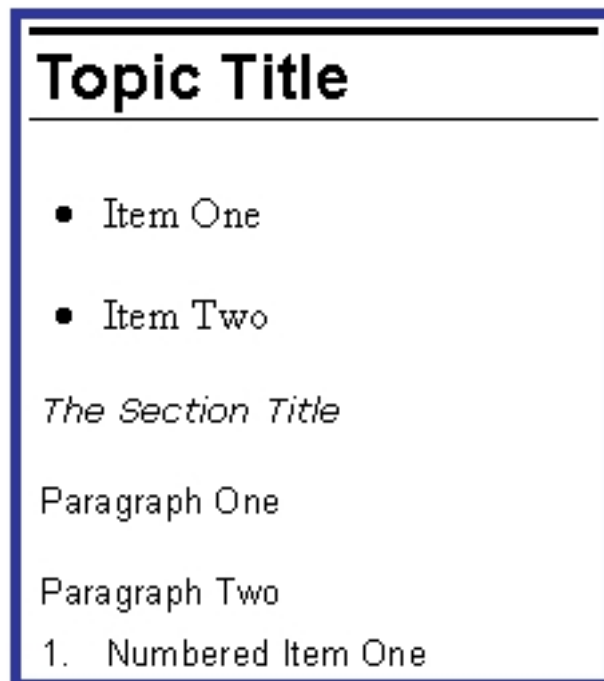 Topic Title
• Item One
• Item Two
The Section Title
Paragraph One
Paragraph Two
1. Numbered Item One